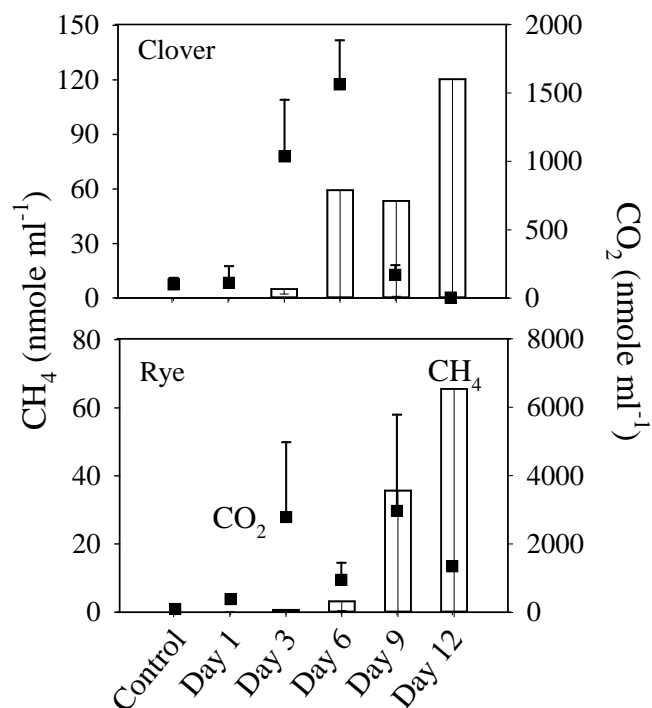 CH4 (nmole ml-1)
CO2 (nmole ml-1)
150
120
90
60
30
0
Clover
2000
1500
1000
500
0
80
60
40
20
0
Rye
CH4
CO2
8000
6000
4000
2000
0
Control
Day 1
Day 3
Day 6
Day 9
Day 12